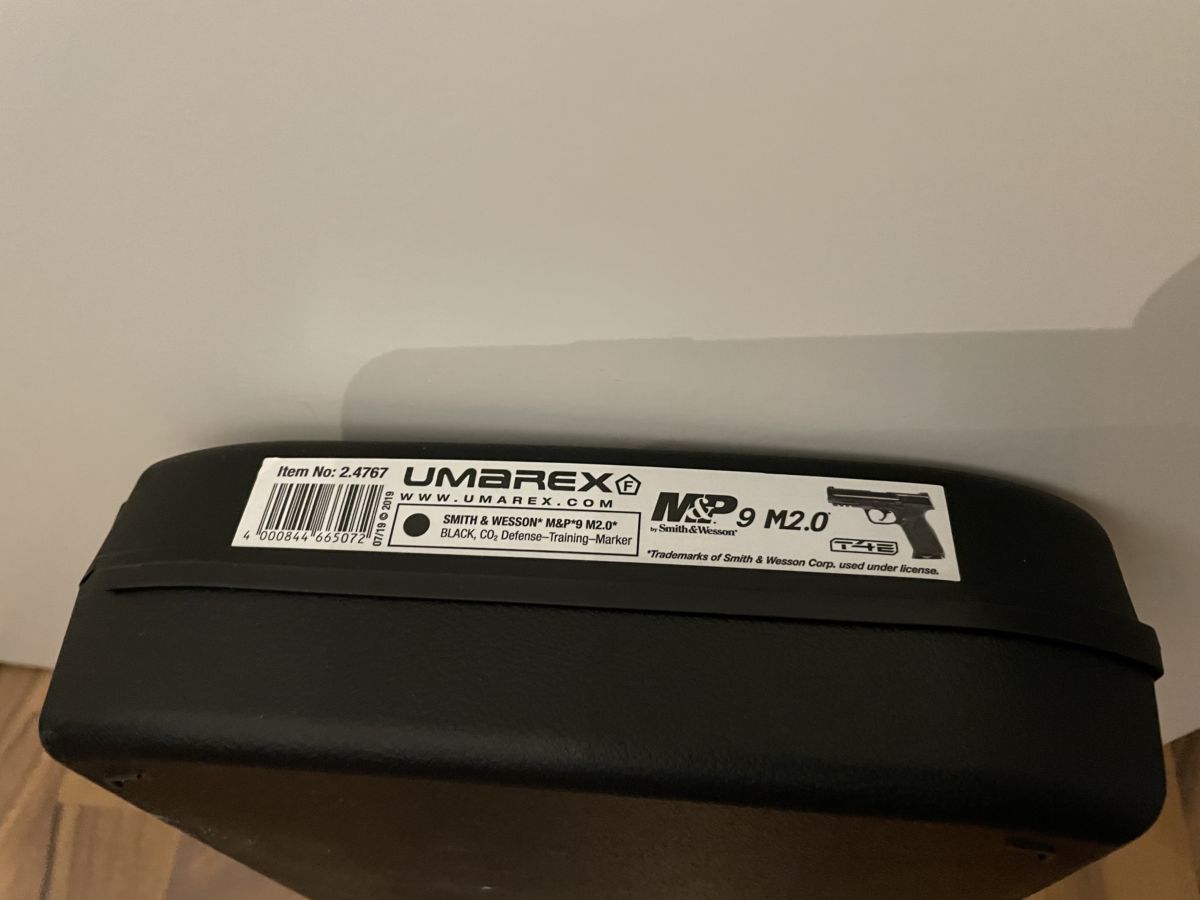 Item No: 2.4767
4 000844 665072
07/19 © 2019
UMAREX F
WWW.UMAREX.COM
SMITH & WESSON* M&P*9 M2.0*
BLACK, CO₂ Defense–Training–Marker
M&P 9 M2.0*
by Smith & Wesson*
T4E
*Trademarks of Smith & Wesson Corp. used under license.